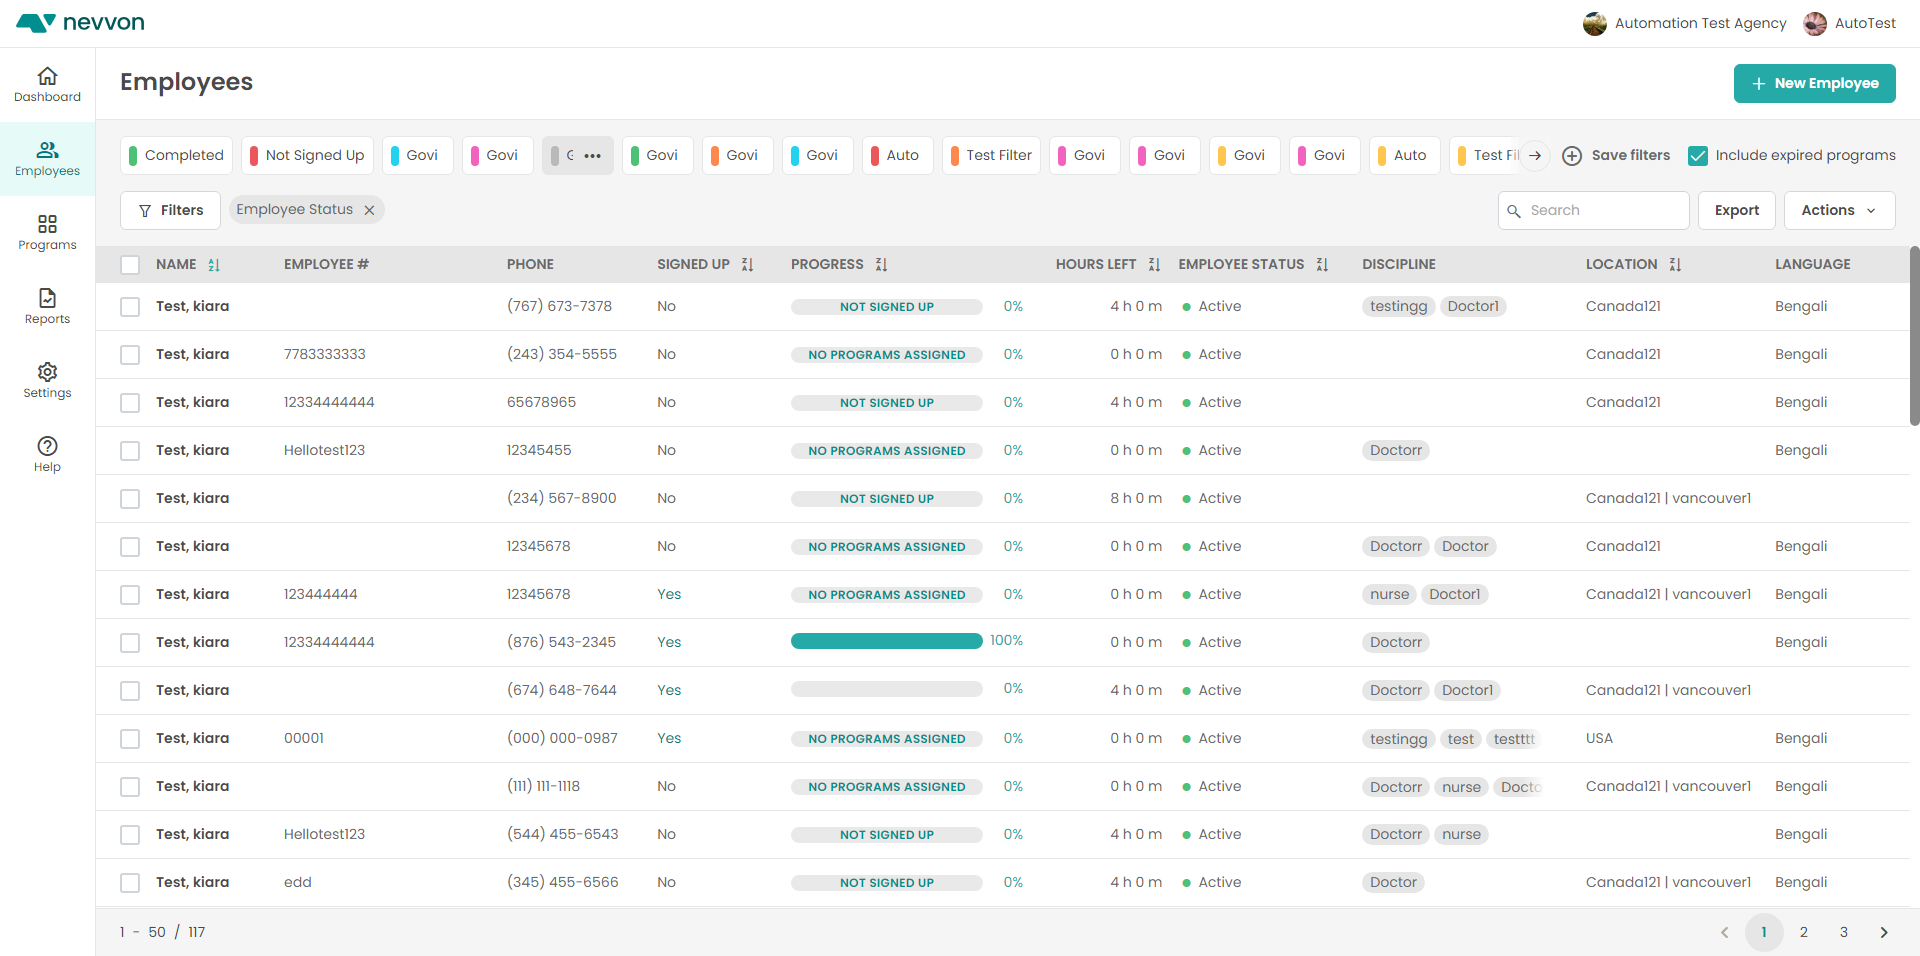 nevvon
Automation Test Agency AutoTest
Dashboard
Employees
Programs
Reports
Settings
Help
Employees
+ New Employee
Completed Not Signed Up Govi Govi ••• Govi Govi Govi Auto Test Filter Govi Govi Govi Govi Auto Test Save filters Include expired programs
Filters Employee Status Search Export Actions
NAME EMPLOYEE # PHONE SIGNED UP PROGRESS HOURS LEFT EMPLOYEE STATUS DISCIPLINE LOCATION LANGUAGE
Test, kiara (767) 673-7378 No NOT SIGNED UP 0% 4 h 0 m Active testingg Doctor1 Canada121 Bengali
Test, kiara 7783333333 (243) 354-5555 No NO PROGRAMS ASSIGNED 0% 0 h 0 m Active Canada121 Bengali
Test, kiara 12334444444 65678965 No NOT SIGNED UP 0% 4 h 0 m Active Canada121 Bengali
Test, kiara Hellotest123 12345455 No NO PROGRAMS ASSIGNED 0% 0 h 0 m Active Doctorr Bengali
Test, kiara (234) 567-8900 No NOT SIGNED UP 0% 8 h 0 m Active Canada121 | vancouver1
Test, kiara 12345678 No NO PROGRAMS ASSIGNED 0% 0 h 0 m Active Doctorr Doctor Canada121 Bengali
Test, kiara 123444444 12345678 Yes NO PROGRAMS ASSIGNED 0% 0 h 0 m Active nurse Doctor1 Canada121 | vancouver1 Bengali
Test, kiara 12334444444 (876) 543-2345 Yes 100% 0 h 0 m Active Doctorr Bengali
Test, kiara (674) 648-7644 Yes 0% 4 h 0 m Active Doctorr Doctor1 Canada121 | vancouver1
Test, kiara 00001 (000) 000-0987 Yes NO PROGRAMS ASSIGNED 0% 0 h 0 m Active testingg test testttt USA Bengali
Test, kiara (111) 111-1118 No NO PROGRAMS ASSIGNED 0% 0 h 0 m Active Doctorr nurse Docto Canada121 | vancouver1 Bengali
Test, kiara Hellotest123 (544) 455-6543 No NOT SIGNED UP 0% 4 h 0 m Active Doctorr nurse Bengali
Test, kiara edd (345) 455-6566 No NOT SIGNED UP 0% 4 h 0 m Active Doctor Canada121 | vancouver1 Bengali
1 - 50 / 117 1 2 3